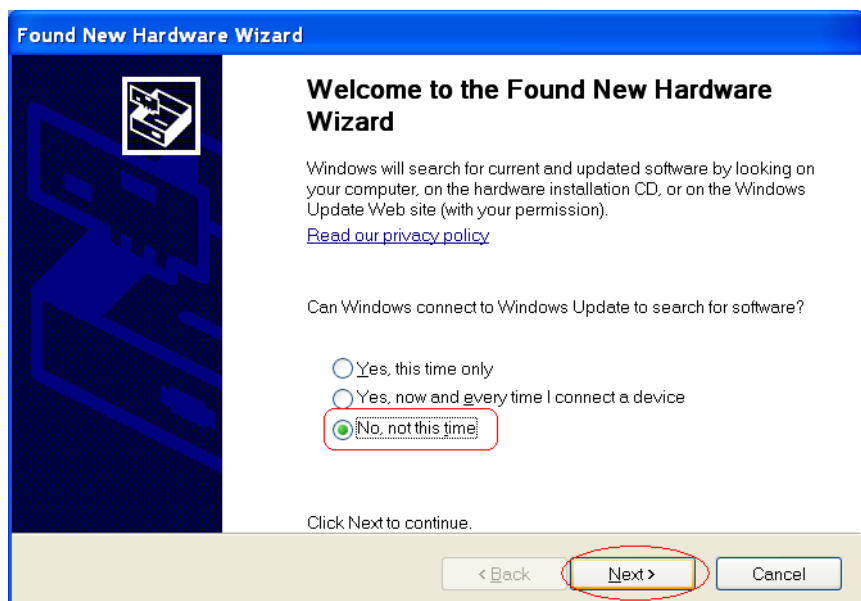 Found New Hardware Wizard
Welcome to the Found New Hardware
Wizard
Windows will search for current and updated software by looking on
your computer, on the hardware installation CD, or on the Windows
Update Web site (with your permission).
Read our privacy policy
Can Windows connect to Windows Update to search for software?
Yes, this time only
Yes, now and every time I connect a device
No, not this time
Click Next to continue.
< Back
Next >
Cancel